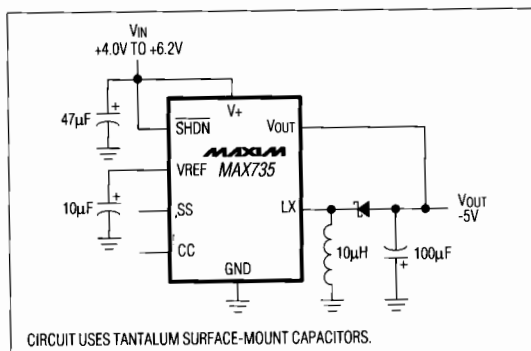 VIN
+4.0V TO +6.2V
47µF
+
SHDN
V+
VOUT
MAXIM
MAX735
VREF
10µF
+
SS
LX
CC
GND
10µH
100µF
+
VOUT
-5V
CIRCUIT USES TANTALUM SURFACE-MOUNT CAPACITORS.